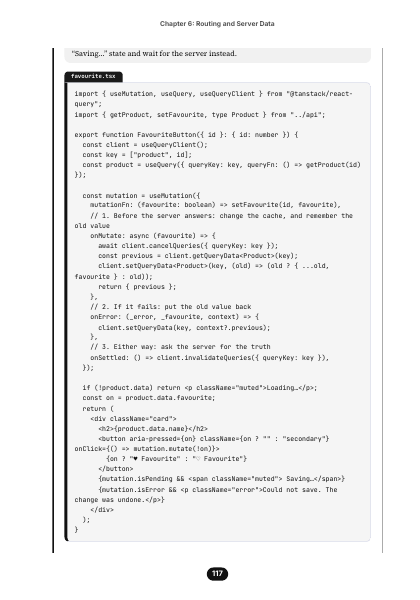 Chapter 6: Routing and Server Data
“Saving…” state and wait for the server instead.
favourite.tsx
import { useMutation, useQuery, useQueryClient } from "@tanstack/react-
query";
import { getProduct, setFavourite, type Product } from "../api";
export function FavouriteButton({ id }: { id: number }) {
  const client = useQueryClient();
  const key = ["product", id];
  const product = useQuery({ queryKey: key, queryFn: () => getProduct(id)
});
  const mutation = useMutation({
    mutationFn: (favourite: boolean) => setFavourite(id, favourite),
    // 1. Before the server answers: change the cache, and remember the
old value
    onMutate: async (favourite) => {
      await client.cancelQueries({ queryKey: key });
      const previous = client.getQueryData<Product>(key);
      client.setQueryData<Product>(key, (old) => (old ? { ...old,
favourite } : old));
      return { previous };
    },
    // 2. If it fails: put the old value back
    onError: (_error, _favourite, context) => {
      client.setQueryData(key, context?.previous);
    },
    // 3. Either way: ask the server for the truth
    onSettled: () => client.invalidateQueries({ queryKey: key }),
  });
  if (!product.data) return <p className="muted">Loading…</p>;
  const on = product.data.favourite;
  return (
    <div className="card">
      <h2>{product.data.name}</h2>
      <button aria-pressed={on} className={on ? "" : "secondary"}
onClick={() => mutation.mutate(!on)}>
        {on ? "♥ Favourite" : "♡ Favourite"}
      </button>
      {mutation.isPending && <span className="muted"> Saving…</span>}
      {mutation.isError && <p className="error">Could not save. The
change was undone.</p>}
    </div>
  );
}
117